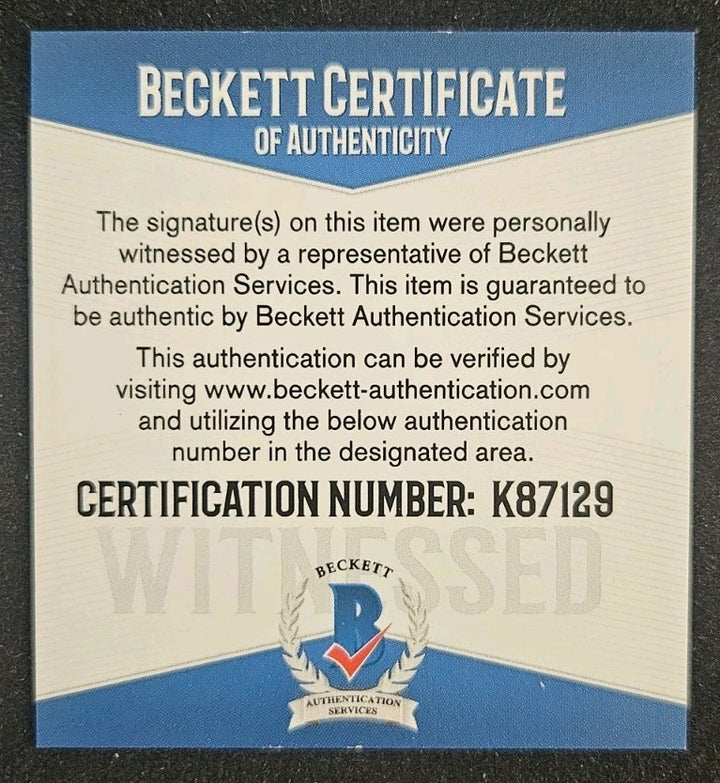 BECKETT CERTIFICATE
OF AUTHENTICITY
The signature(s) on this item were personally
witnessed by a representative of Beckett
Authentication Services. This item is guaranteed to
be authentic by Beckett Authentication Services.
This authentication can be verified by
visiting www.beckett-authentication.com
and utilizing the below authentication
number in the designated area.
CERTIFICATION NUMBER: K87129
WITNESSED
BECKETT
B
AUTHENTICATION
SERVICES